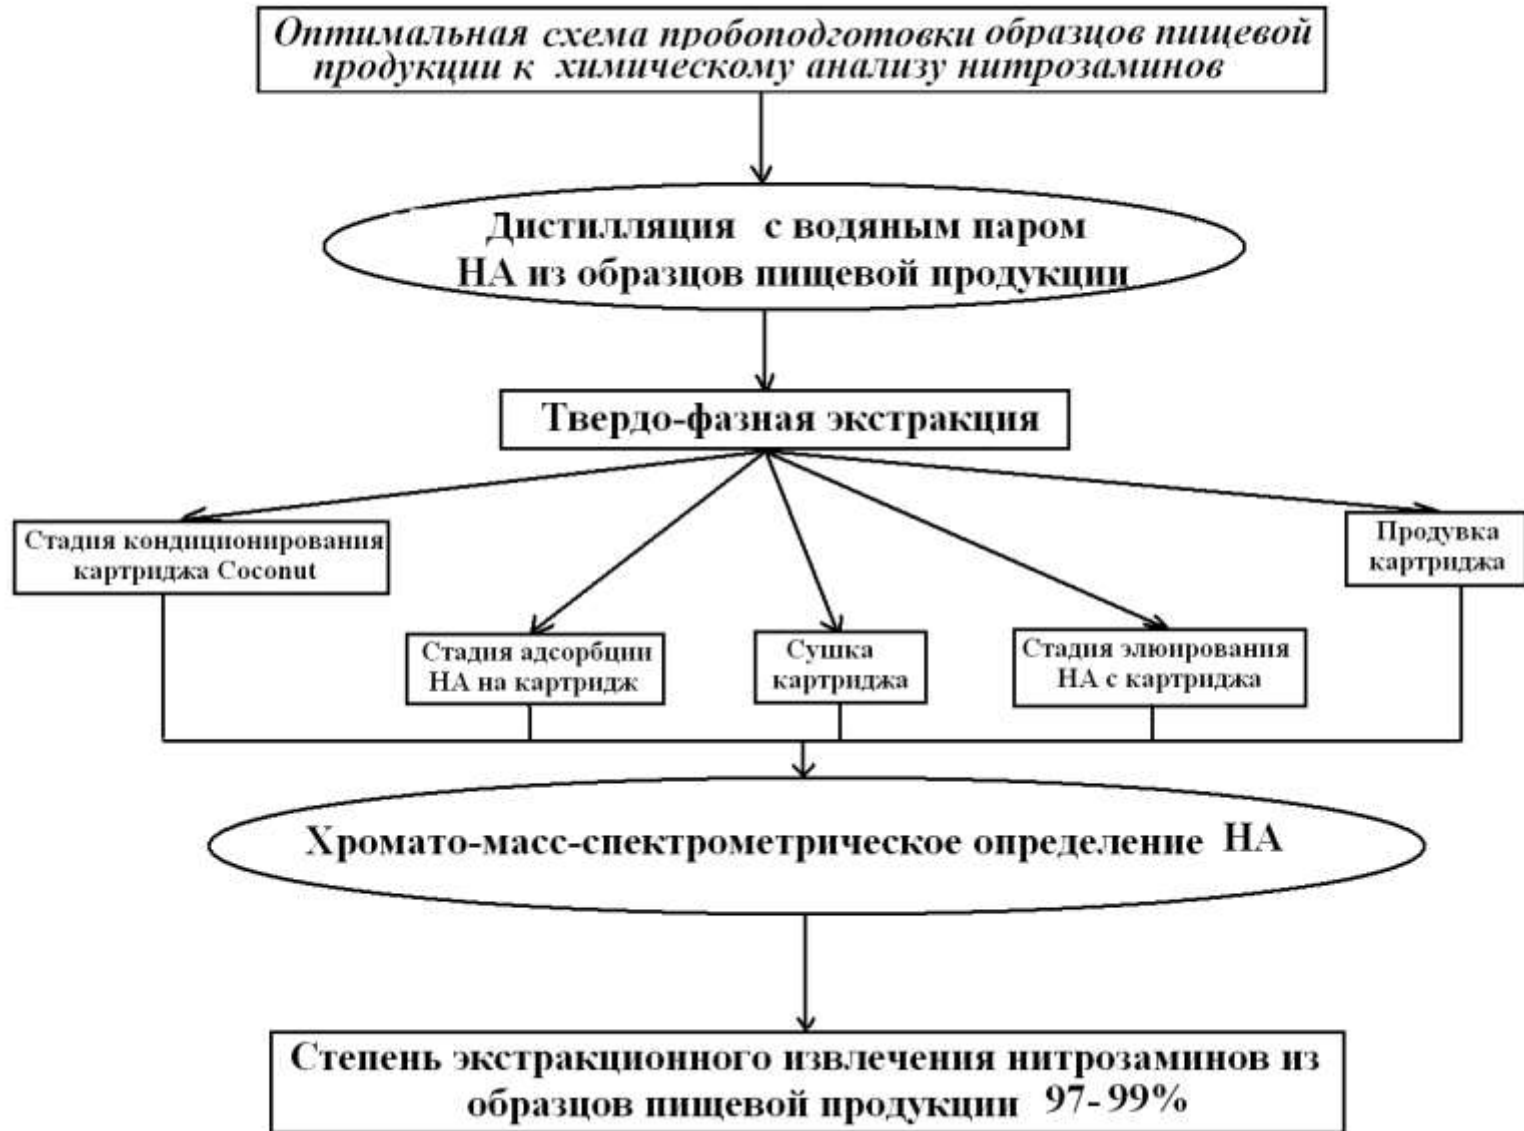 Оптимальная схема пробоподготовки образцов пищевой
продукции к химическому анализу нитрозаминов
Дистилляция с водяным паром
НА из образцов пищевой продукции
Твердо-фазная экстракция
Стадия кондиционирования
картриджа Coconut
Продувка
картриджа
Стадия адсорбции
НА на картридж
Сушка
картриджа
Стадия элюирования
НА с картриджа
Хромато-масс-спектрометрическое определение НА
Степень экстракционного извлечения нитрозаминов из
образцов пищевой продукции 97-99%